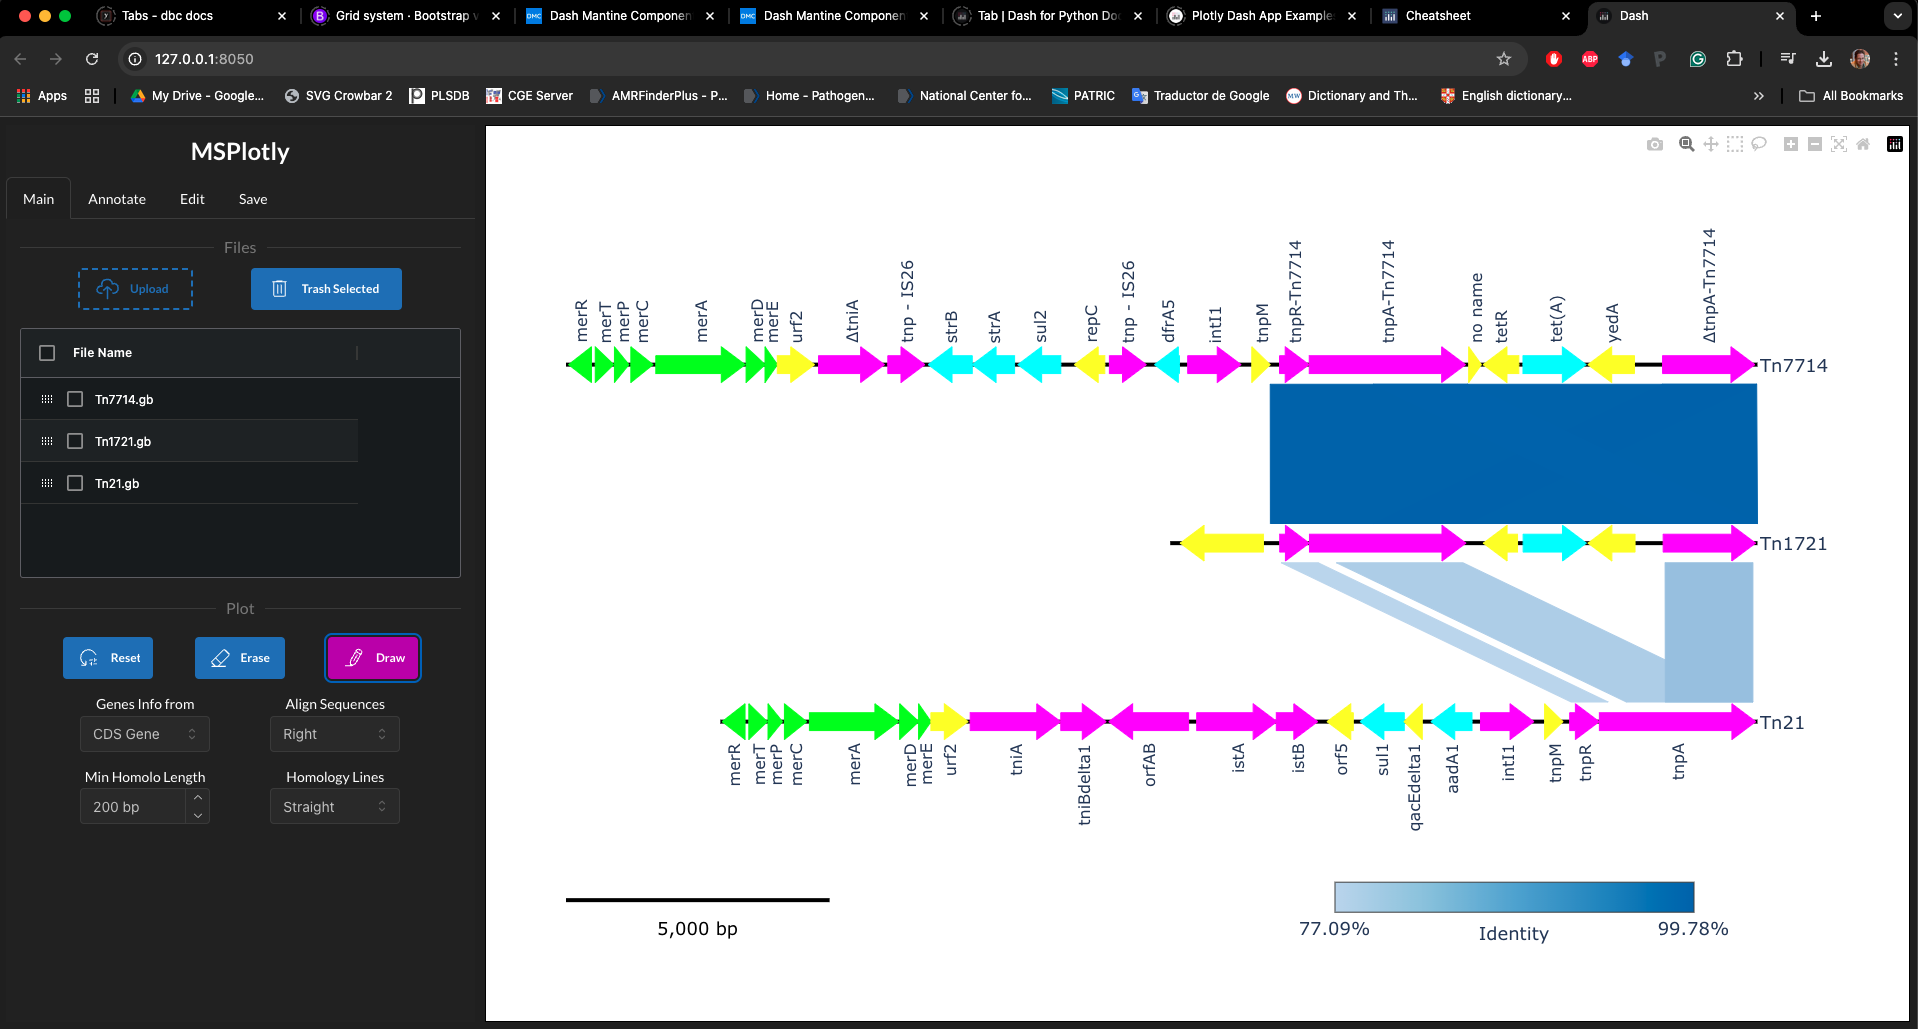 Tabs - dbc docs
Grid system · Bootstrap v
Dash Mantine Componen
Dash Mantine Componen
Tab | Dash for Python Do
Plotly Dash App Example
Cheatsheet
Dash
127.0.0.1:8050
ABP
Apps
My Drive - Google...
SVG Crowbar 2
PLSDB
CGE Server
AMRFinderPlus - P...
Home - Pathogen...
National Center fo...
PATRIC
Traductor de Google
Dictionary and Th...
English dictionary...
All Bookmarks
MSPlotly
Main
Annotate
Edit
Save
Files
Upload
Trash Selected
File Name
Tn7714.gb
Tn1721.gb
Tn21.gb
Plot
Reset
Erase
Draw
Genes Info from
Align Sequences
CDS Gene
Right
Min Homolo Length
Homology Lines
200 bp
Straight
merR
merT
merP
merC
merA
merD
merE
urf2
ΔtniA
tnp - IS26
strB
strA
sul2
repC
tnp - IS26
dfrA5
intI1
tnpM
tnpR-Tn7714
tnpA-Tn7714
no name
tetR
tet(A)
yedA
ΔtnpA-Tn7714
Tn7714
Tn1721
Tn21
merR
merT
merP
merC
merA
merD
merE
urf2
tniA
tniBdelta1
orfAB
istA
istB
orf5
sul1
qacEdelta1
aadA1
intI1
tnpM
tnpR
tnpA
5,000 bp
77.09%
Identity
99.78%